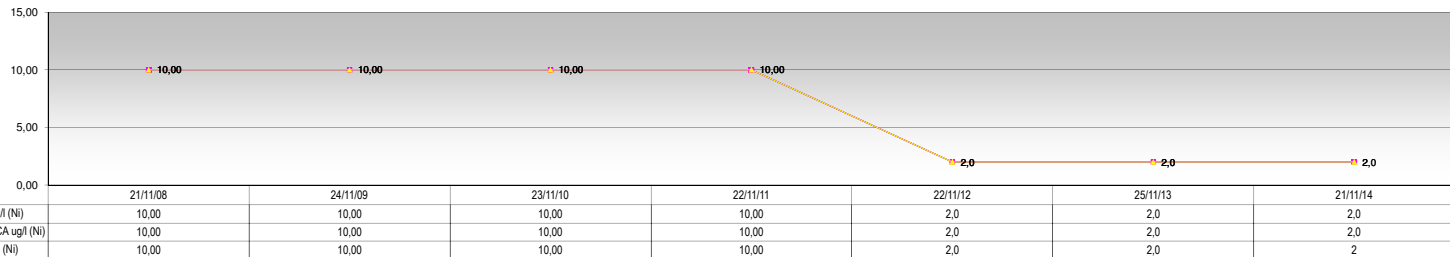 15,00
10,00
5,00
0,00
10,00 10,00 10,00 10,00 2,0 2,0 2,0
21/11/08 24/11/09 23/11/10 22/11/11 22/11/12 25/11/13 21/11/14
/l (Ni) 10,00 10,00 10,00 10,00 2,0 2,0 2,0
CA ug/l (Ni) 10,00 10,00 10,00 10,00 2,0 2,0 2,0
(Ni) 10,00 10,00 10,00 10,00 2,0 2,0 2